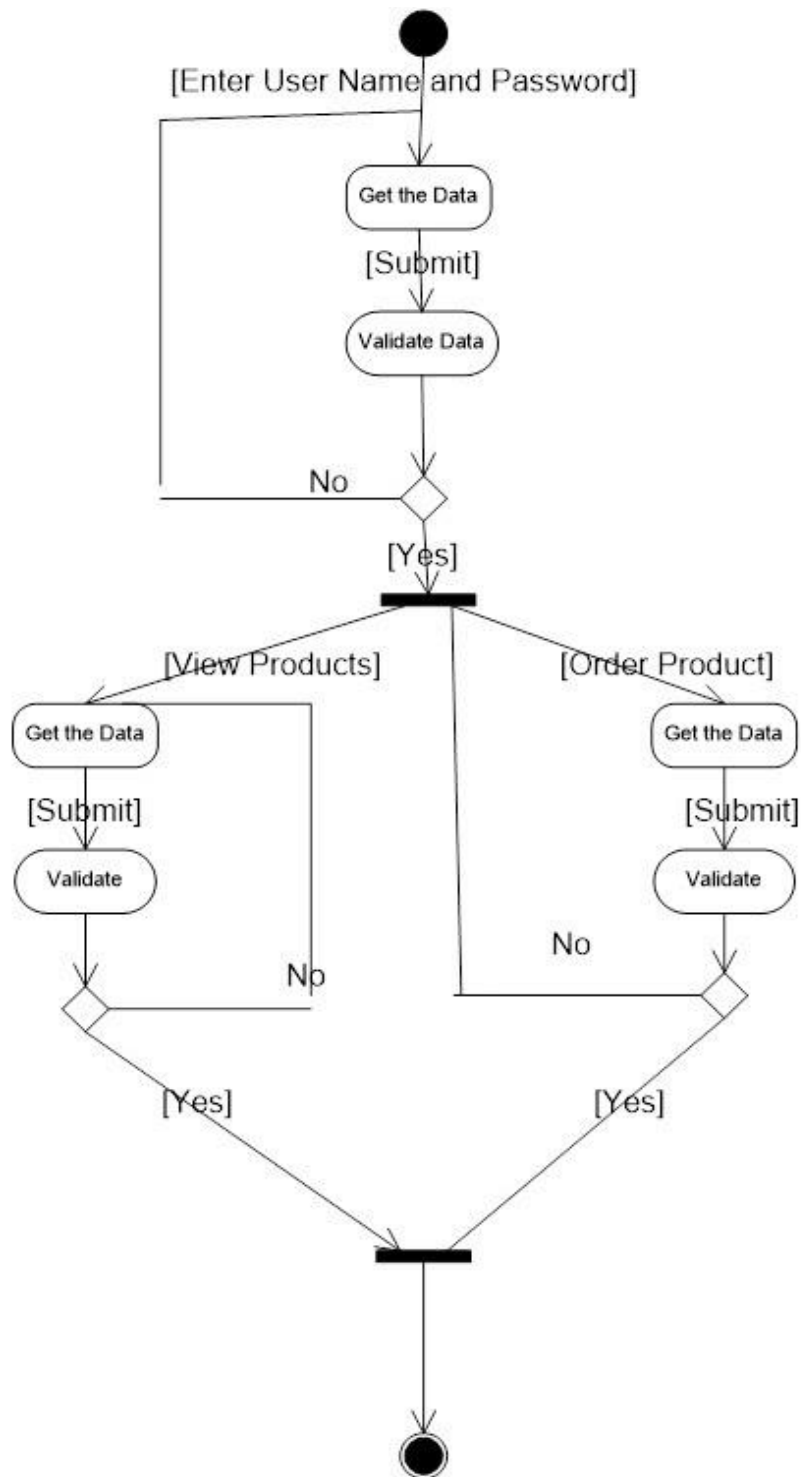 [Enter User Name and Password]
Get the Data
[Submit]
Validate Data
No
[Yes]
[View Products]
[Order Product]
Get the Data
Get the Data
[Submit]
[Submit]
Validate
Validate
No
No
[Yes]
[Yes]